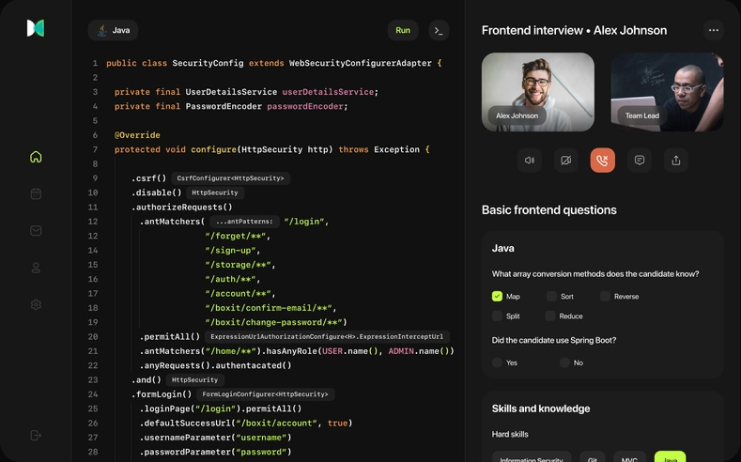 Java
Run
1 public class SecurityConfig extends WebSecurityConfigurerAdapter {
2
3 private final UserDetailsService userDetailsService;
4 private final PasswordEncoder passwordEncoder;
5
6 @Override
7 protected void configure(HttpSecurity http) throws Exception {
8
9 .csrf() CsrfConfigurer<HttpSecurity>
10 .disable() HttpSecurity
11 .authorizeRequests()
12 .antMatchers( ...antPatterns: "/login",
12 "/forget/**",
14 "/sign-up",
15 "/storage/**",
16 "/auth/**",
17 "/account/**",
18 "/boxit/confirm-email/**",
19 "/boxit/change-password/**")
20 .permitAll() ExpressionUrlAuthorizationConfigure<H>.ExpressionInterceptUrl
21 .antMatchers("/home/**").hasAnyRole(USER.name(), ADMIN.name())
22 .anyRequests().authentacated()
23 .and() HttpSecurity
24 .formLogin() FormLoginConfigurer<HttpSecurity>
25 .loginPage("/login").permitAll()
26 .defaultSuccessUrl("/boxit/account", true)
27 .usernameParameter("username")
28 .passwordParameter("password")
Frontend interview • Alex Johnson
Alex Johnson
Team Lead
Basic frontend questions
Java
What array conversion methods does the candidate know?
Map Sort Reverse
Split Reduce
Did the candidate use Spring Boot?
Yes No
Skills and knowledge
Hard skills
Information Security Git MVC Java